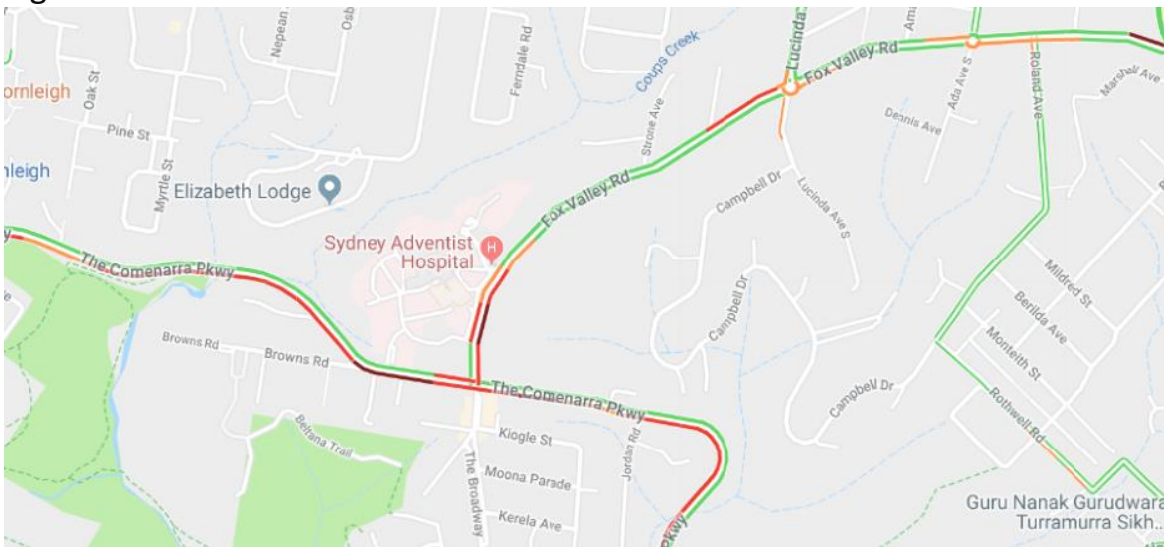 Nepean
Osb
Ferndale Rd
Coups Creek
Lucinda
Fox Valley Rd
Ama
Ada Ave S
Roland Ave
Marshall Ave
ornleigh
Oak St
Pine St
Myrtle St
nleigh
Elizabeth Lodge
Strone Ave
Dennis Ave
Campbell Dr
Lucinda Ave S
Fox Valley Rd
Sydney Adventist
Hospital
H
The Comenarra Pkwy
Campbell Dr
Mildred St
Berilda Ave
Monteith St
Browns Rd
Browns Rd
The Comenarra Pkwy
Campbell Dr
Rothwell Rd
Beltana Trail
Kiogle St
Jordan Rd
Moona Parade
The Broadway
Kerela Ave
Guru Nanak Gurudwara
Turramurra Sikh...